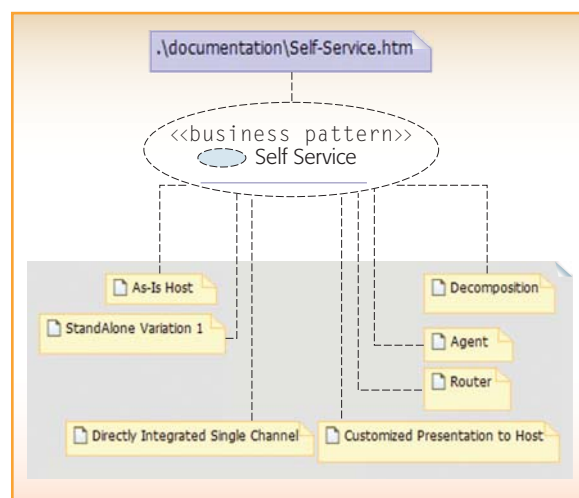 .\documentation\Self-Service.htm
<<business pattern>>
Self Service
As-Is Host
Decomposition
StandAlone Variation 1
Agent
Router
Directly Integrated Single Channel
Customized Presentation to Host